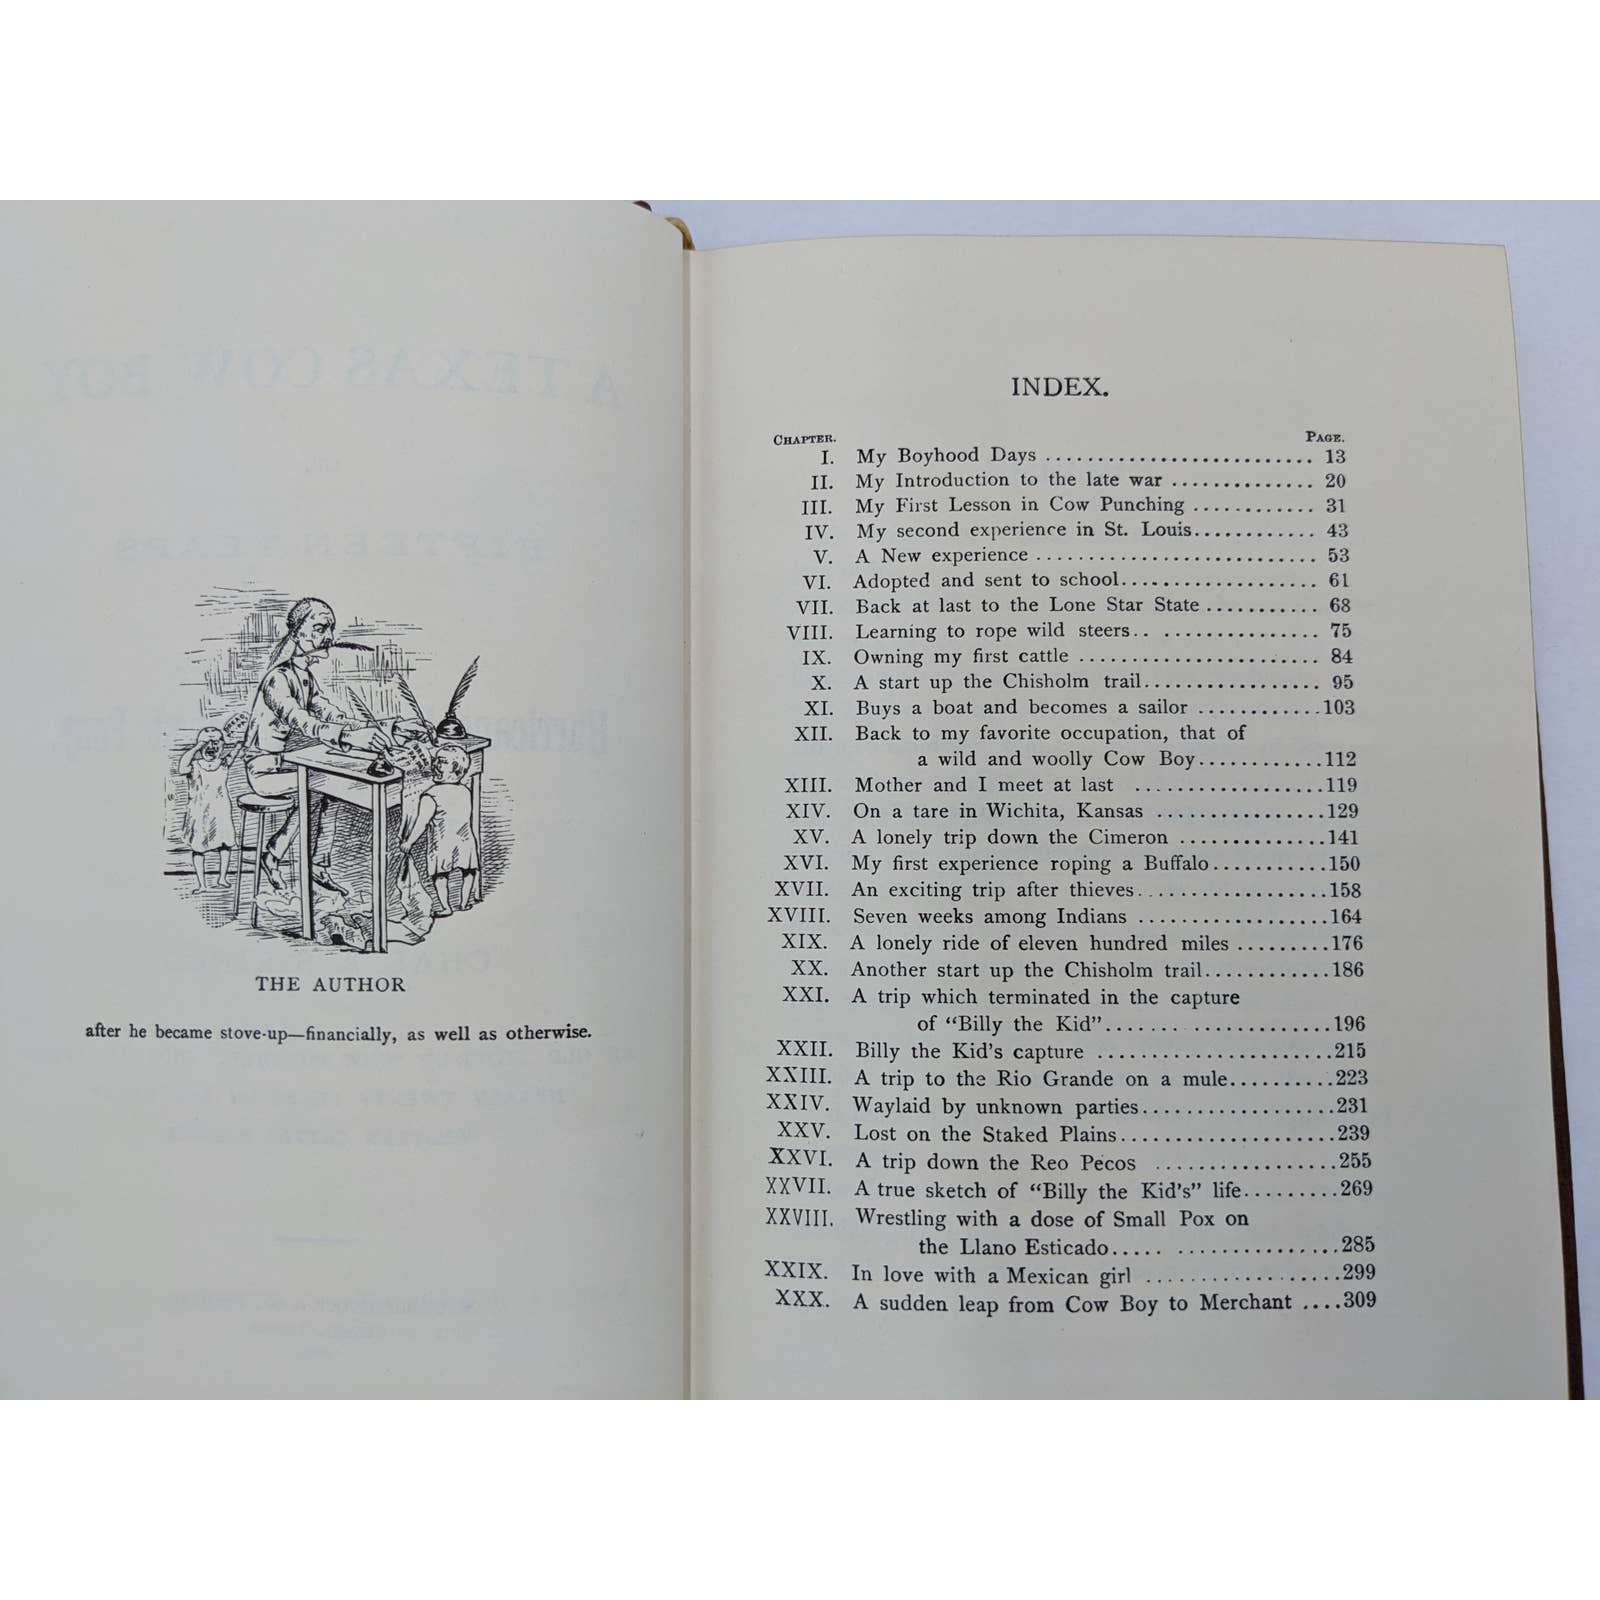 THE AUTHOR
after he became stove-up—financially, as well as otherwise.
INDEX.
CHAPTER. PAGE.
I. My Boyhood Days .......................... 13
II. My Introduction to the late war .............. 20
III. My First Lesson in Cow Punching ............ 31
IV. My second experience in St. Louis............ 43
V. A New experience ........................... 53
VI. Adopted and sent to school................... 61
VII. Back at last to the Lone Star State ........... 68
VIII. Learning to rope wild steers.. ............... 75
IX. Owning my first cattle ....................... 84
X. A start up the Chisholm trail................. 95
XI. Buys a boat and becomes a sailor ............103
XII. Back to my favorite occupation, that of
a wild and woolly Cow Boy............112
XIII. Mother and I meet at last ..................119
XIV. On a tare in Wichita, Kansas ................129
XV. A lonely trip down the Cimeron ..............141
XVI. My first experience roping a Buffalo...........150
XVII. An exciting trip after thieves..................158
XVIII. Seven weeks among Indians ..................164
XIX. A lonely ride of eleven hundred miles .........176
XX. Another start up the Chisholm trail............186
XXI. A trip which terminated in the capture
of "Billy the Kid"......................196
XXII. Billy the Kid's capture .......................215
XXIII. A trip to the Rio Grande on a mule..........223
XXIV. Waylaid by unknown parties...................231
XXV. Lost on the Staked Plains.....................239
XXVI. A trip down the Reo Pecos ..................255
XXVII. A true sketch of "Billy the Kid's" life.........269
XXVIII. Wrestling with a dose of Small Pox on
the Llano Esticado..... ................285
XXIX. In love with a Mexican girl ...................299
XXX. A sudden leap from Cow Boy to Merchant ....309